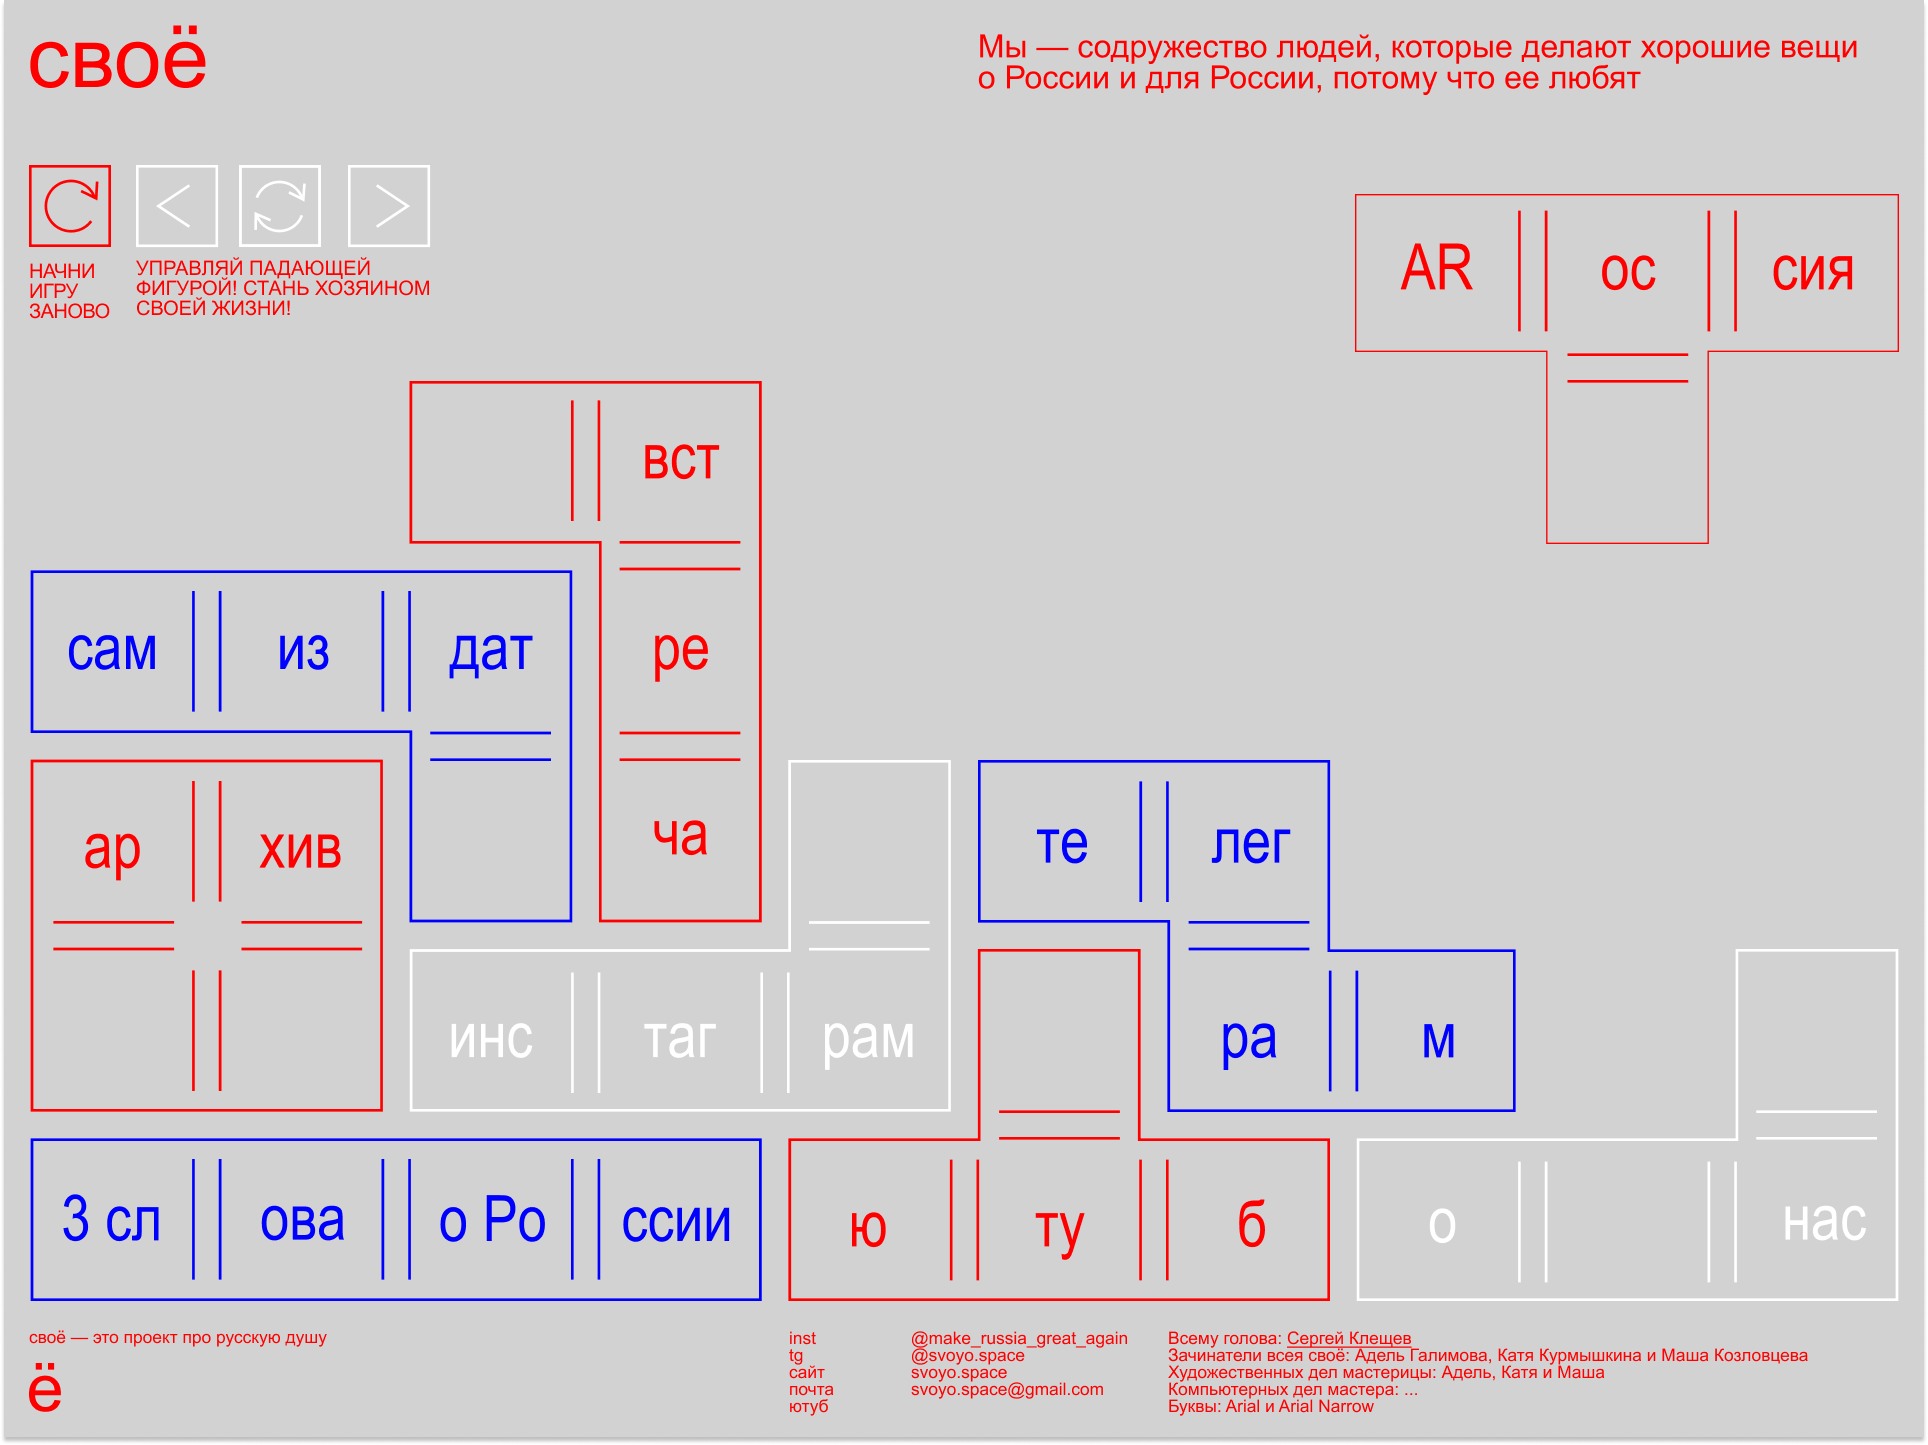 своё
Мы — содружество людей, которые делают хорошие вещи
о России и для России, потому что ее любят
НАЧНИ
ИГРУ
ЗАНОВО
УПРАВЛЯЙ ПАДАЮЩЕЙ
ФИГУРОЙ! СТАНЬ ХОЗЯИНОМ
СВОЕЙ ЖИЗНИ!
AR ос сия
вст
ре
ча
сам из дат
ар хив
те лег
ра м
инс таг рам
3 сл ова о Ро ссии
ю ту б
о нас
своё — это проект про русскую душу
ё
inst @make_russia_great_again
tg @svoyo.space
сайт svoyo.space
почта svoyo.space@gmail.com
ютуб
Всему голова: Сергей Клещев
Зачинатели всея своё: Адель Галимова, Катя Курмышкина и Маша Козловцева
Художественных дел мастерицы: Адель, Катя и Маша
Компьютерных дел мастера: ...
Буквы: Arial и Arial Narrow